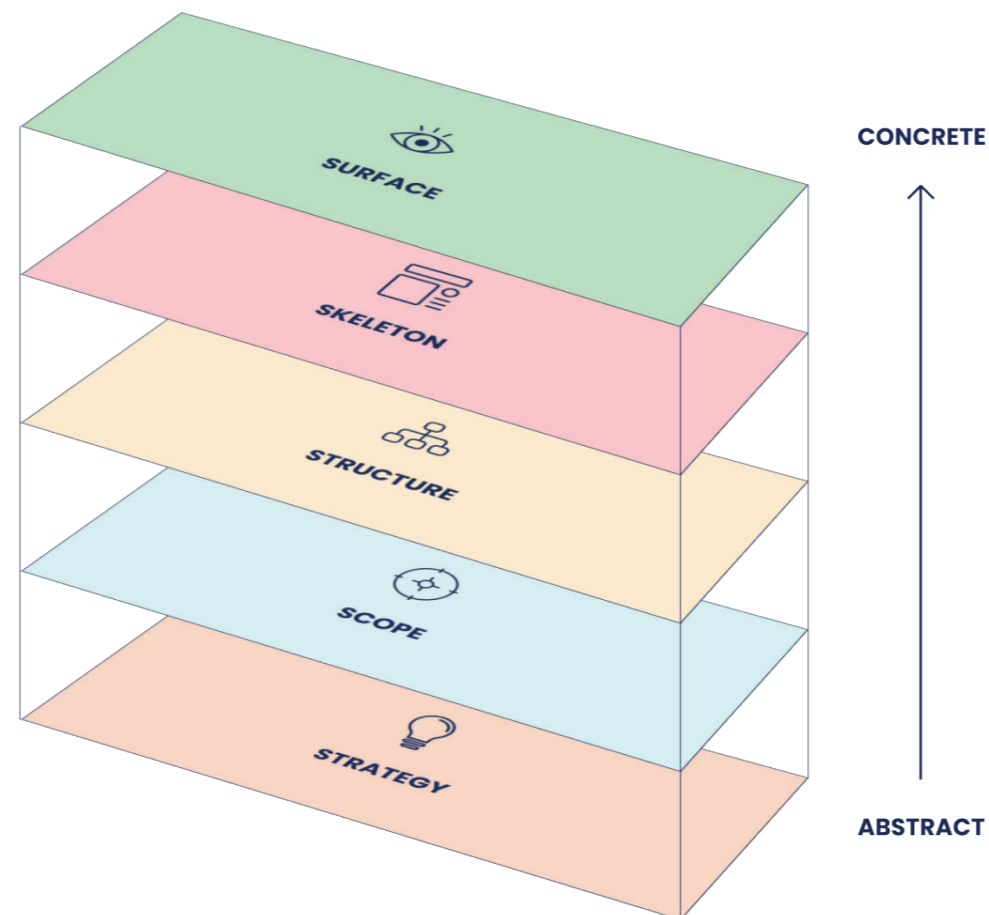 SURFACE
SKELETON
STRUCTURE
SCOPE
STRATEGY
CONCRETE
ABSTRACT